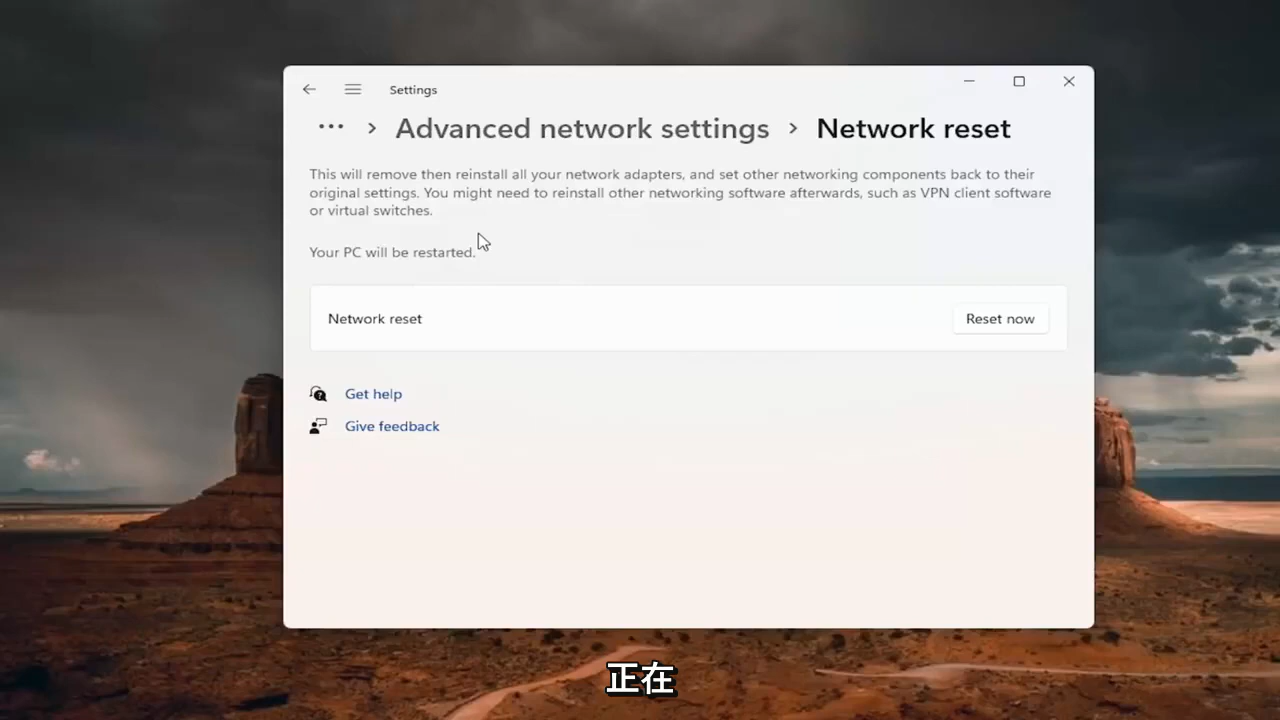 Settings
Advanced network settings > Network reset
This will remove then reinstall all your network adapters, and set other networking components back to their
original settings. You might need to reinstall other networking software afterwards, such as VPN client software
or virtual switches.
Your PC will be restarted.
Network reset
Reset now
Get help
Give feedback
正在